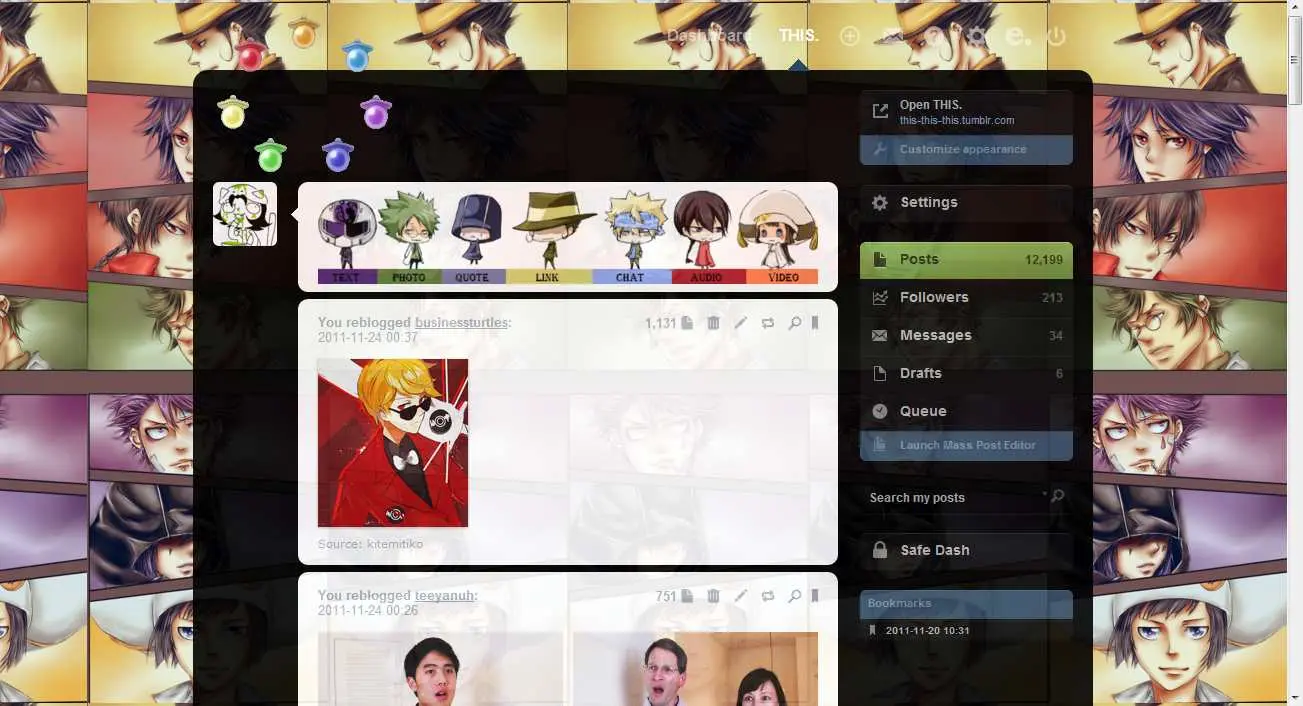 Dashboard THIS.
Open THIS.
this-this-this.tumblr.com
Customize appearance
TEXT PHOTO QUOTE LINK CHAT AUDIO VIDEO
Settings
Posts 12,199
Followers 213
Messages 34
Drafts 6
Queue
Launch Mass Post Editor
Search my posts
Safe Dash
Bookmarks
2011-11-20 10:31
You reblogged businessturtles:
1,131
2011-11-24 00:37
Source: kitemitiko
You reblogged teeyanuh:
751
2011-11-24 00:26